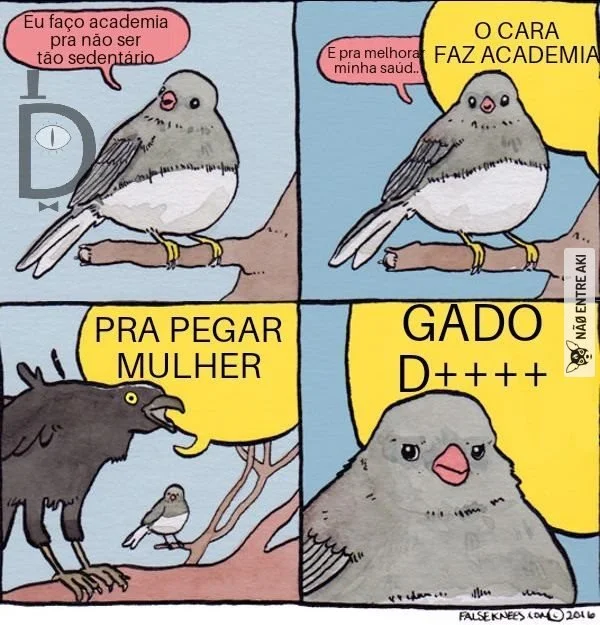 Eu faço academia
pra não ser
tão sedentário
E pra melhorar
minha saúd..
O CARA
FAZ ACADEMIA
PRA PEGAR
MULHER
GADO
D++++
NÃO ENTRE AKI
D
FALSEKNEES.COM © 2016